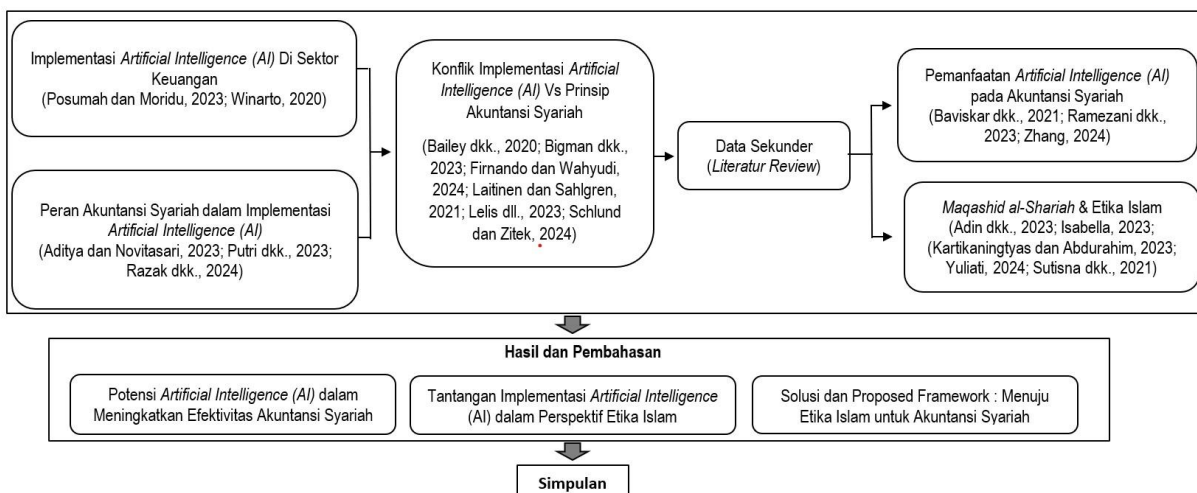 Implementasi Artificial Intelligence (AI) Di Sektor
Keuangan
(Posumah dan Moridu, 2023; Winarto, 2020)
Peran Akuntansi Syariah dalam Implementasi
Artificial Intelligence (AI)
(Aditya dan Novitasari, 2023; Putri dkk., 2023;
Razak dkk., 2024)
Konflik Implementasi Artificial
Intelligence (AI) Vs Prinsip
Akuntansi Syariah
(Bailey dkk., 2020; Bigman dkk.,
2023; Firnando dan Wahyudi,
2024; Laitinen dan Sahlgren,
2021; Lelis dll., 2023; Schlund
dan Zitek, 2024)
Data Sekunder
(Literatur Review)
Pemanfaatan Artificial Intelligence (AI)
pada Akuntansi Syariah
(Baviskar dkk., 2021; Ramezani dkk.,
2023; Zhang, 2024)
Maqashid al-Shariah & Etika Islam
(Adin dkk., 2023; Isabella, 2023;
(Kartikaningtyas dan Abdurahim, 2023;
Yuliati, 2024; Sutisna dkk., 2021)
Hasil dan Pembahasan
Potensi Artificial Intelligence (AI) dalam
Meningkatkan Efektivitas Akuntansi Syariah
Tantangan Implementasi Artificial Intelligence
(AI) dalam Perspektif Etika Islam
Solusi dan Proposed Framework : Menuju
Etika Islam untuk Akuntansi Syariah
Simpulan